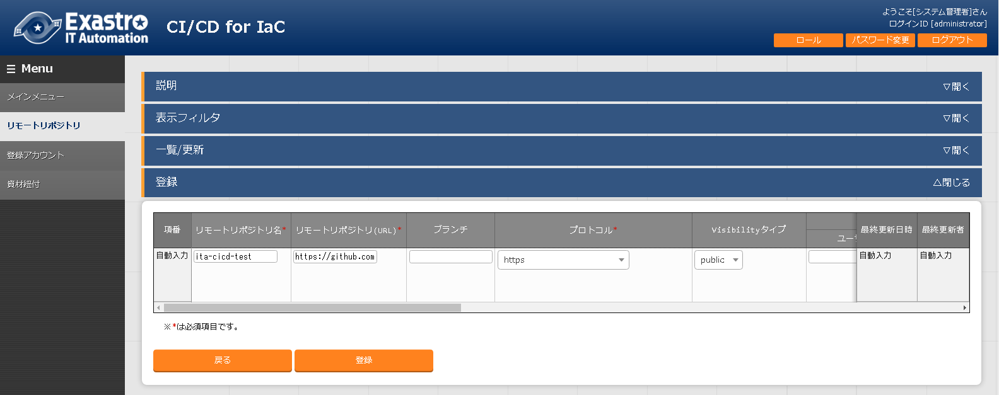 Exastro
IT Automation
CI/CD for IaC
ようこそ[システム管理者]さん
ログインID [administrator]
ロール
パスワード変更
ログアウト
Menu
メインメニュー
リモートリポジトリ
登録アカウント
資材紐付
説明
▽開く
表示フィルタ
▽開く
一覧/更新
▽開く
登録
△閉じる
項番
リモートリポジトリ名*
リモートリポジトリ(URL)*
ブランチ
プロトコル*
Visibilityタイプ
ユー
最終更新日時
最終更新者
自動入力
ita-cicd-test
https://github.com
https
public
自動入力
自動入力
※*は必須項目です。
戻る
登録